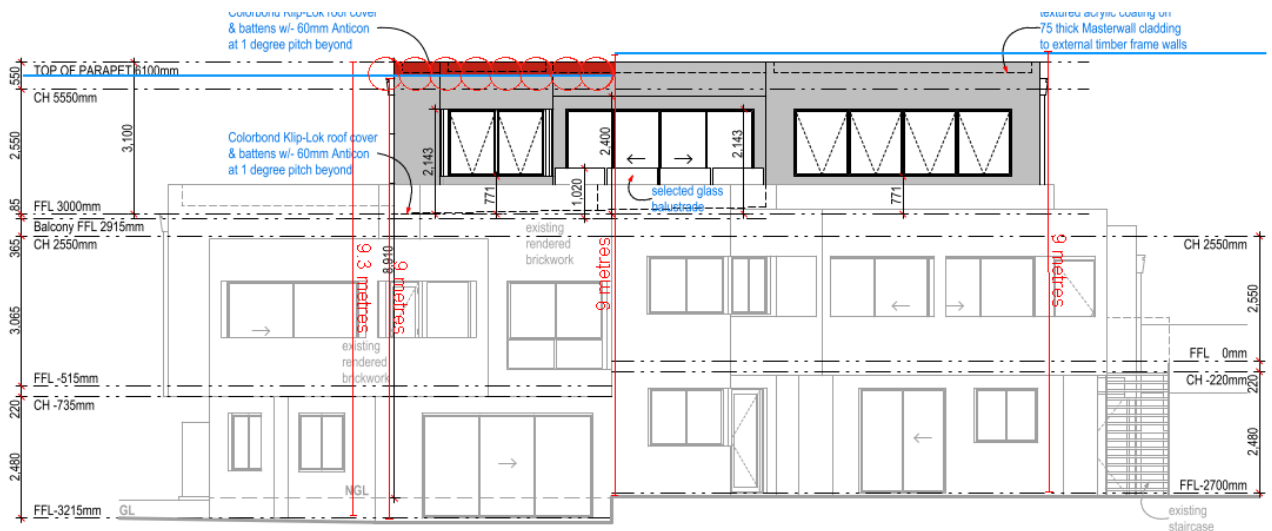 Colorbond Klip-Lok roof cover
& battens w/- 60mm Anticon
at 1 degree pitch beyond
textured acrylic coating on
75 thick Masterwall cladding
to external timber frame walls
550
TOP OF PARAPET 6100mm
CH 5550mm
2,550
3,100
Colorbond Klip-Lok roof cover
& battens w/- 60mm Anticon
at 1 degree pitch beyond
2,143
771
2,400
1,020
2,143
771
selected glass
balustrade
85
FFL 3000mm
Balcony FFL 2915mm
365
CH 2550mm
existing
rendered
brickwork
CH 2550mm
9.3 metres
8,910
9 metres
9 metres
9 metres
3,065
2,550
existing
rendered
brickwork
FFL 0mm
FFL -515mm
CH -220mm
220
220
CH -735mm
2,480
2,480
NGL
FFL-2700mm
FFL-3215mm
GL
existing
staircase